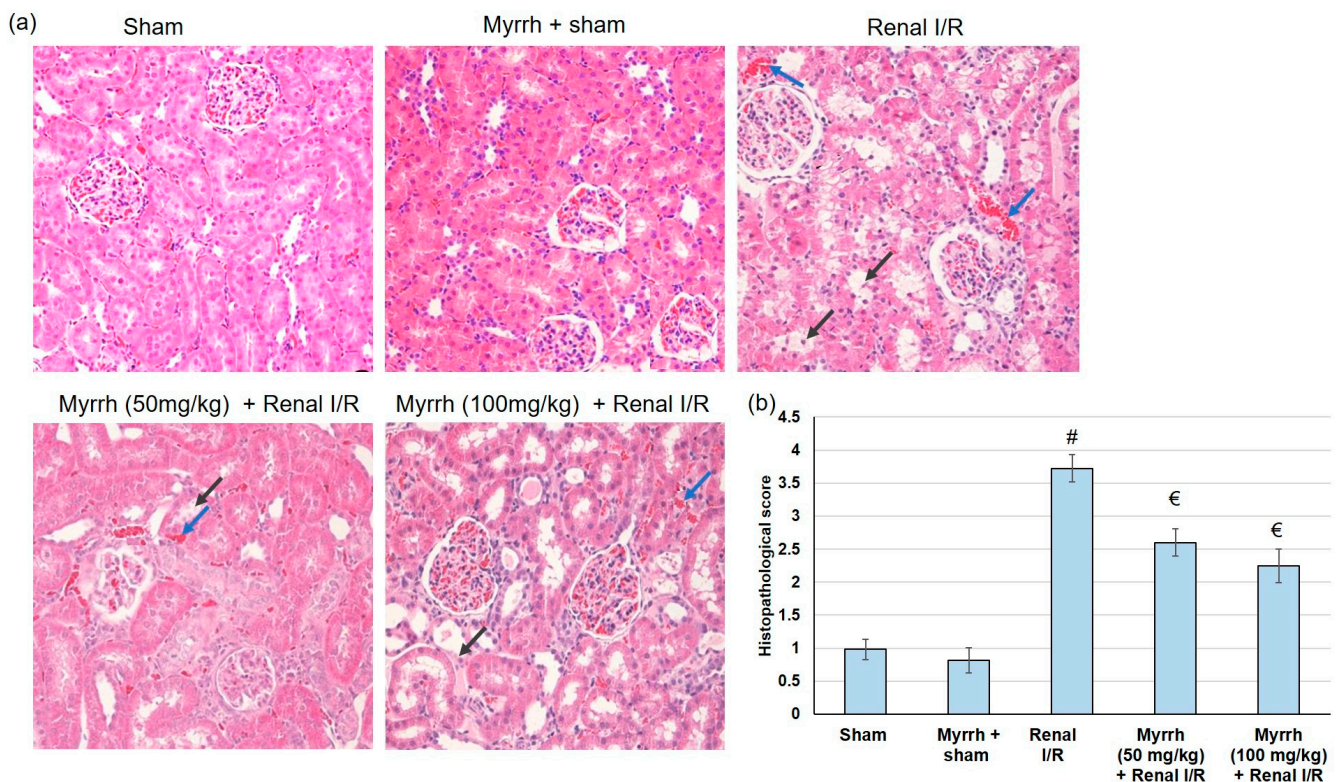 (a)
Sham
Myrrh + sham
Renal I/R
Myrrh (50mg/kg) + Renal I/R
Myrrh (100mg/kg) + Renal I/R
(b)
Histopathological score
4.5
4
3.5
3
2.5
2
1.5
1
0.5
0
#
€
€
Sham
Myrrh +
sham
Renal
I/R
Myrrh
(50 mg/kg)
+ Renal I/R
Myrrh
(100 mg/kg)
+ Renal I/R